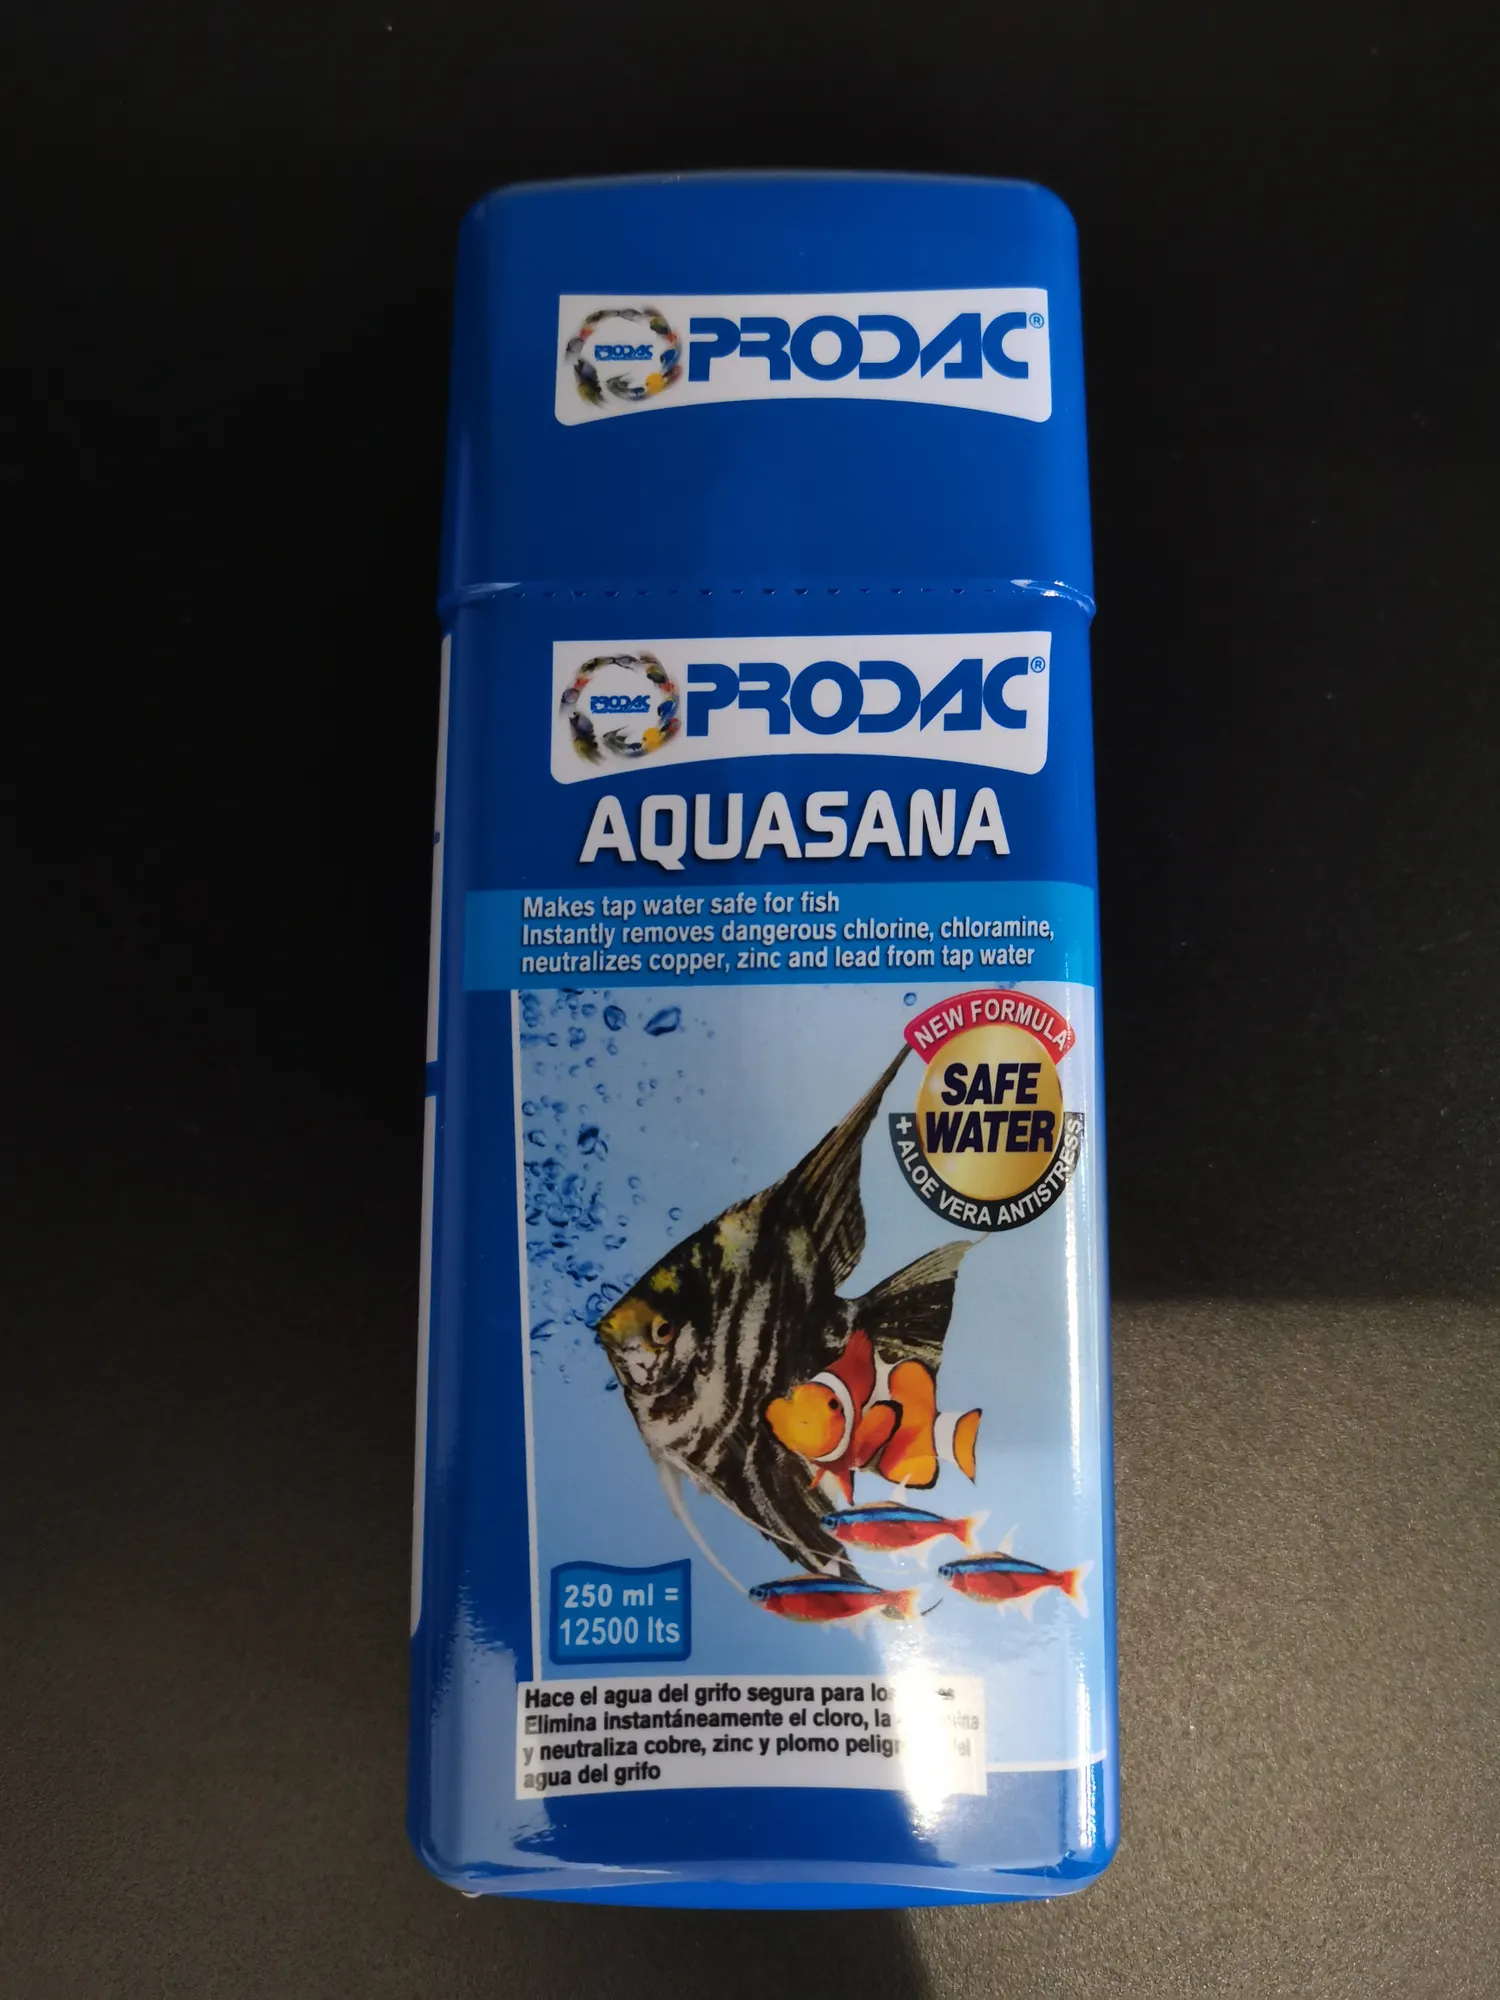 PRODAC
PRODAC®
PRODAC
PRODAC®
AQUASANA
Makes tap water safe for fish
Instantly removes dangerous chlorine, chloramine,
neutralizes copper, zinc and lead from tap water
NEW FORMULA
SAFE
WATER
+ ALOE VERA ANTISTRESS
250 ml =
12500 lts
Hace el agua del grifo segura para
Elimina instantáneamente el cloro, la
y neutraliza cobre, zinc y plomo
agua del grifo